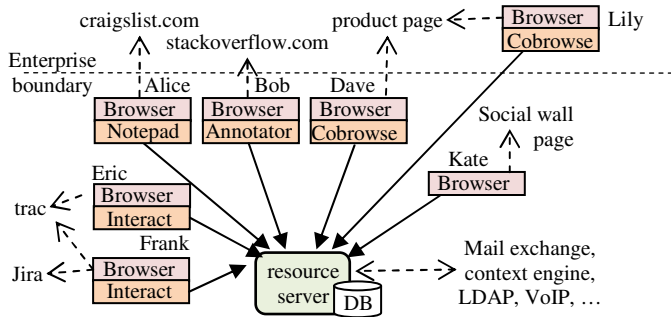 craigslist.com
stackoverflow.com
product page
Browser
Cobrowse
Lily
Enterprise
boundary
Alice
Browser
Notepad
Bob
Browser
Annotator
Dave
Browser
Cobrowse
Social wall
page
Kate
Browser
Eric
Browser
Interact
trac
Frank
Browser
Interact
Jira
resource
server
DB
Mail exchange,
context engine,
LDAP, VoIP, …